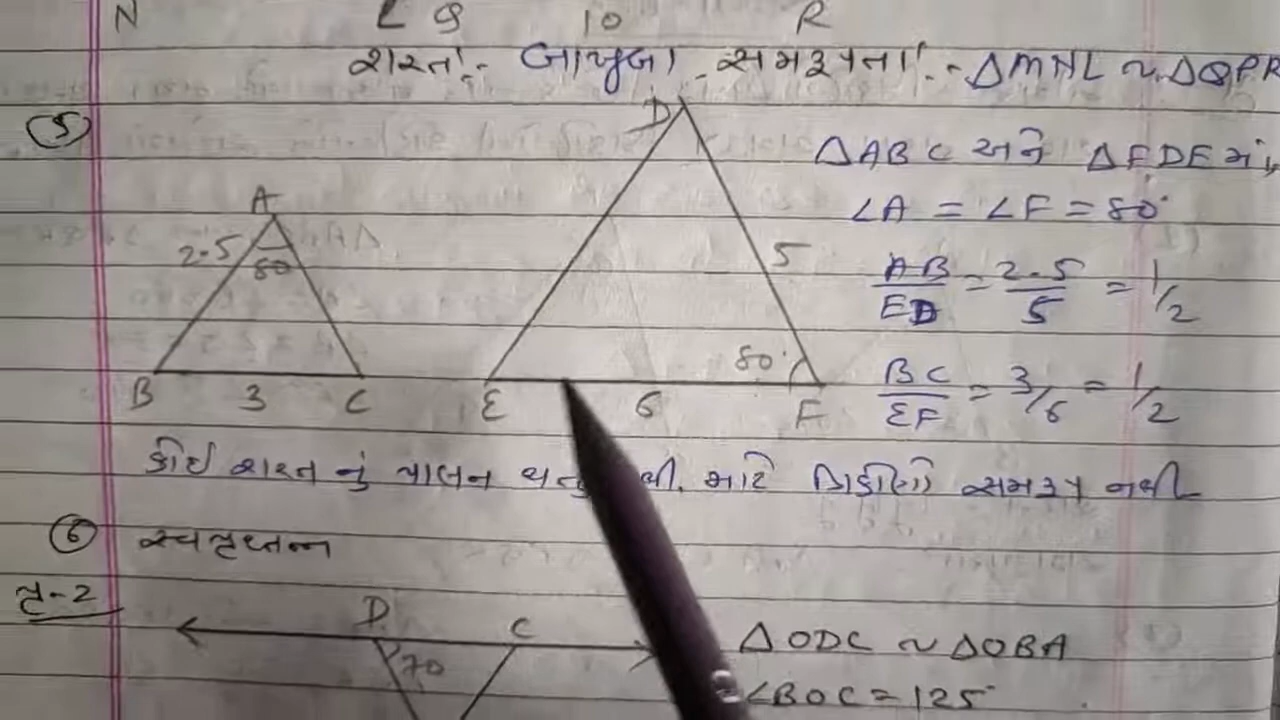 N L Q 10 R
શરત :- બાખૂબા સમરૂપતા :- ΔMNL ~ ΔQPR
(5)
D
ΔABC અને ΔFDE માં,
A
∠A = ∠F = 80°
2.5
80
5
AB/ED = 2.5/5 = 1/2
80°
BC/EF = 3/6 = 1/2
B 3 C E 6 F
કોઈ શરત નું પાલન થતુ નથી. માટે ત્રિકોણો સમરૂપ નથી
(6) સ્વપ્રયત્ન
પ્ર-2
D C
ΔODC ~ ΔOBA
70
∠BOC = 125°